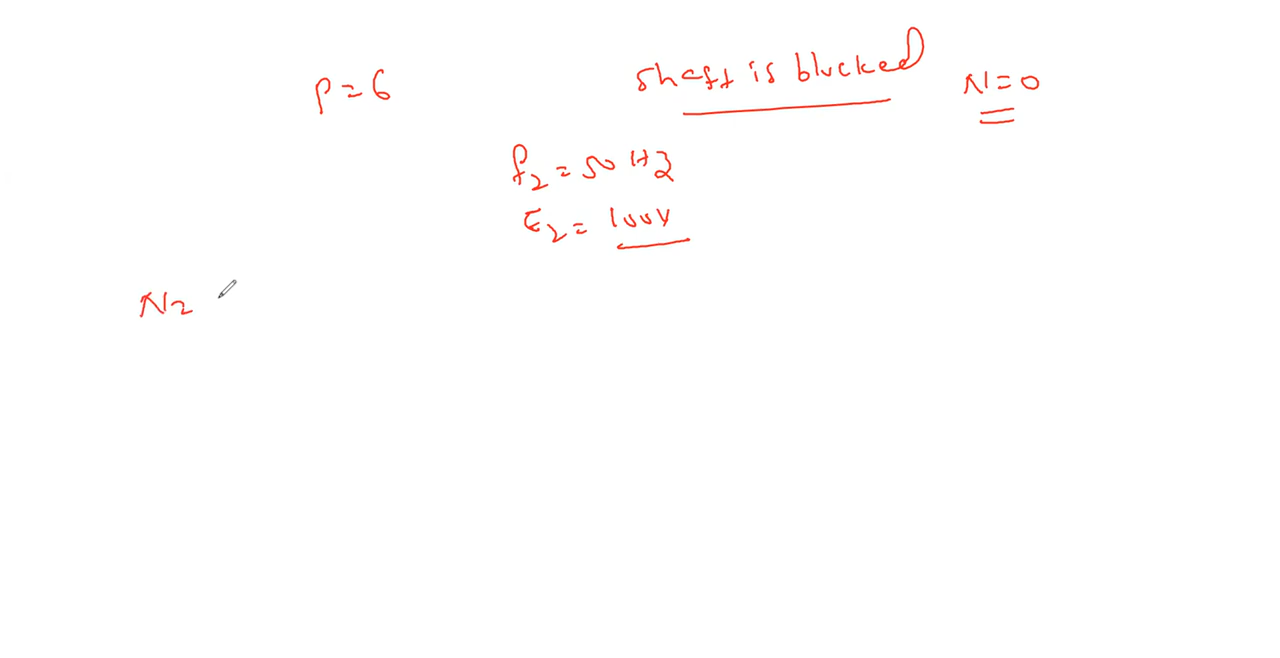 P = 6
shaft is blocked N = 0
f2 = 50 Hz
E2 = 100V
N2